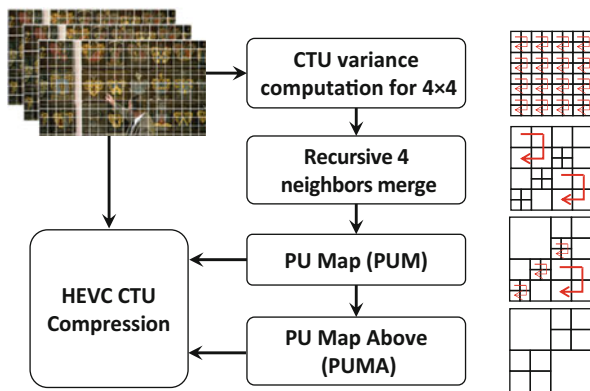 CTU variance
computation for 4×4
Recursive 4
neighbors merge
PU Map (PUM)
HEVC CTU
Compression
PU Map Above
(PUMA)